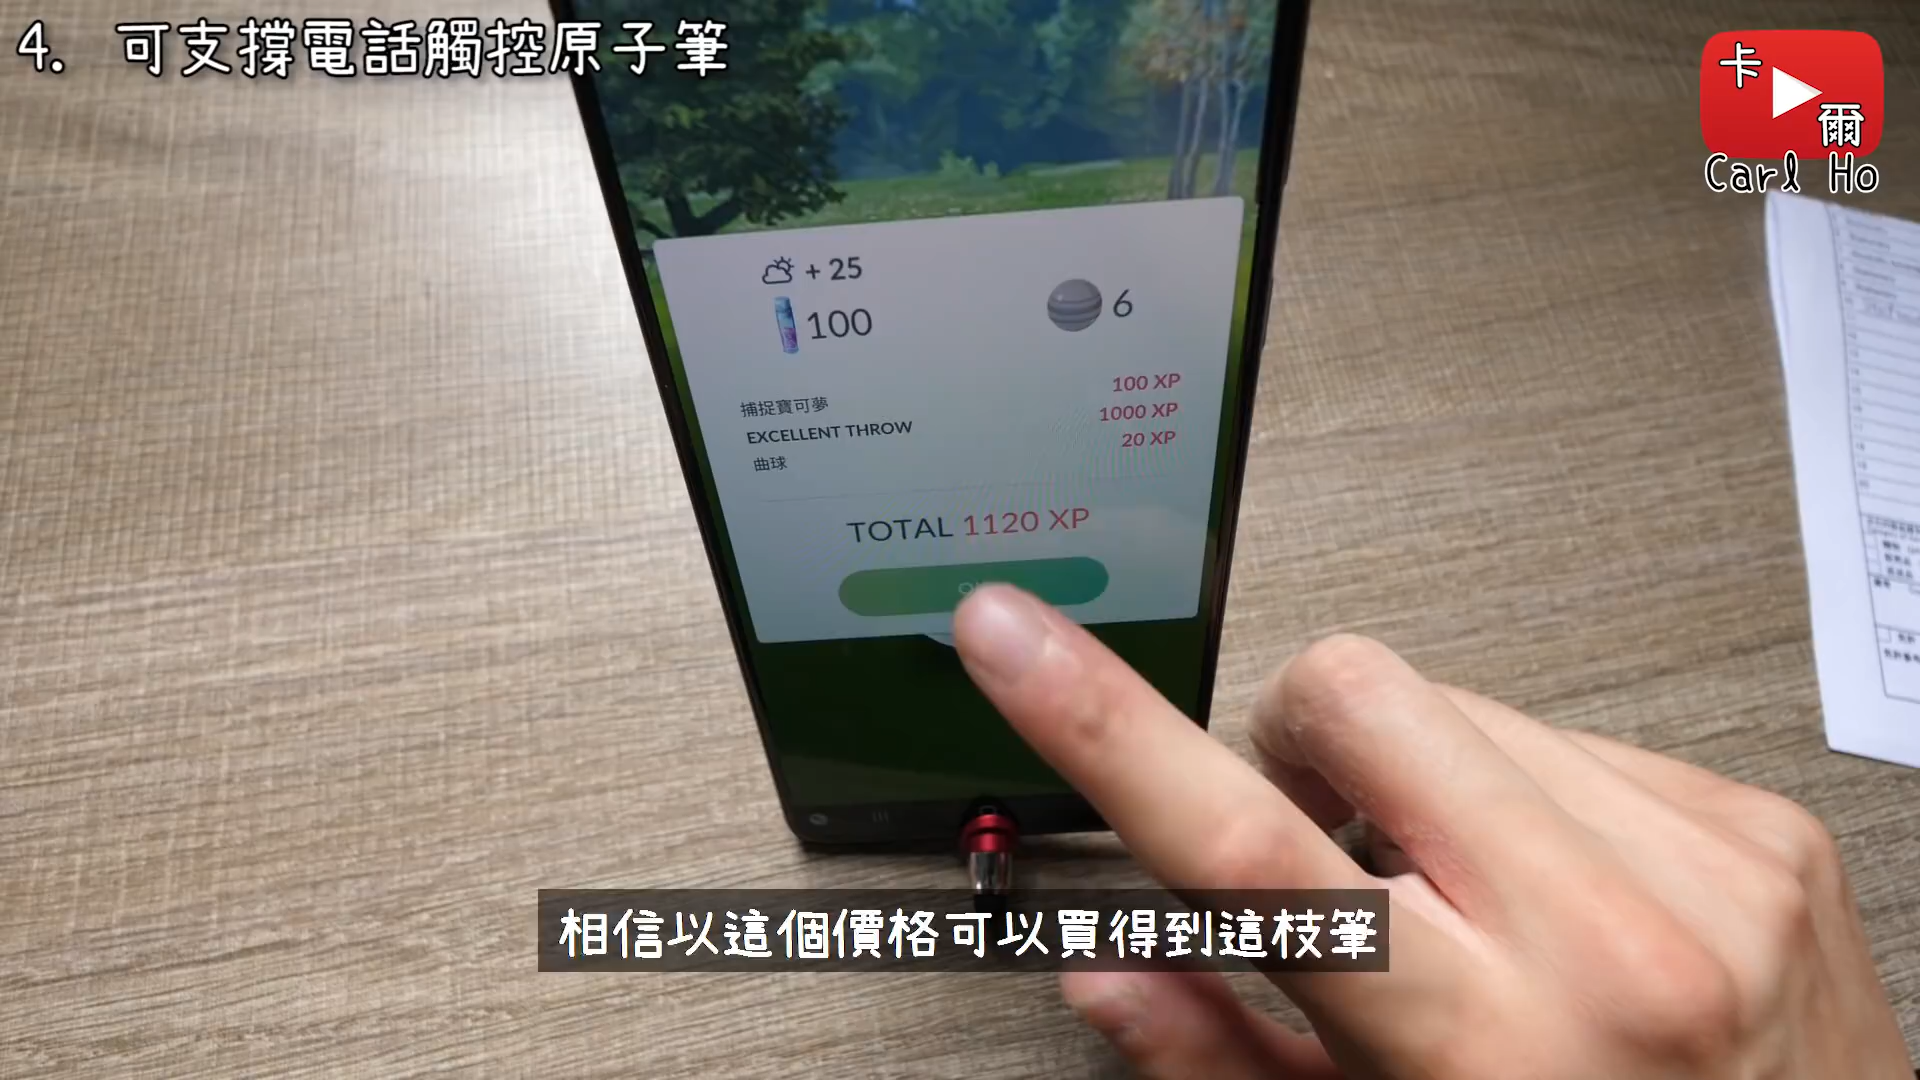 4. 可支撐電話觸控原子筆
卡
爾
Carl Ho
+ 25
100
6
捕捉寶可夢
100 XP
EXCELLENT THROW
1000 XP
曲球
20 XP
TOTAL 1120 XP
相信以這個價格可以買得到這枝筆